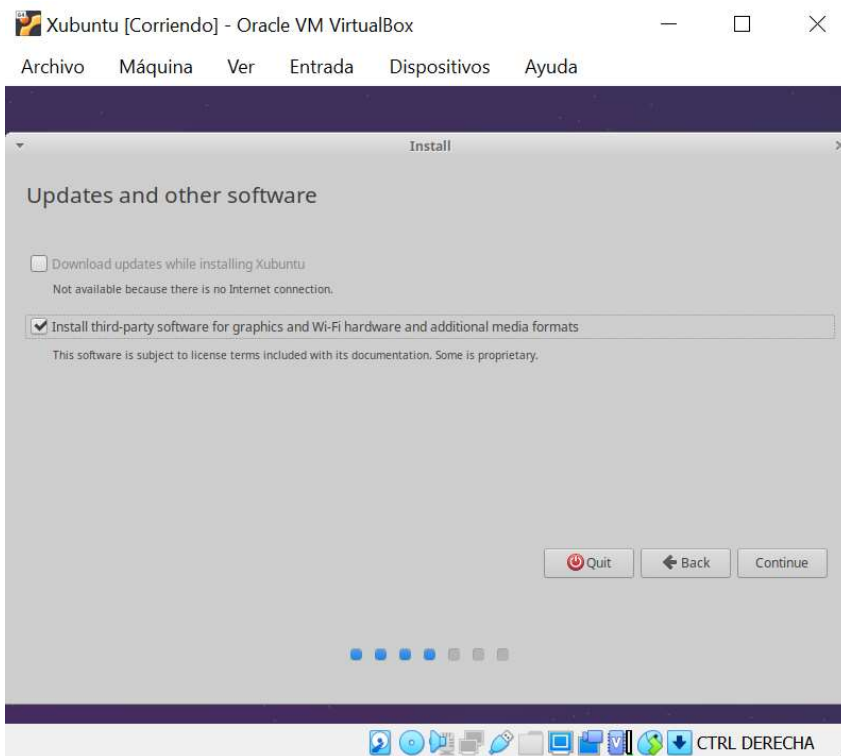 Xubuntu [Corriendo] - Oracle VM VirtualBox
Archivo Máquina Ver Entrada Dispositivos Ayuda
Install
Updates and other software
Download updates while installing Xubuntu
Not available because there is no Internet connection.
Install third-party software for graphics and Wi-Fi hardware and additional media formats
This software is subject to license terms included with its documentation. Some is proprietary.
Quit Back Continue
CTRL DERECHA